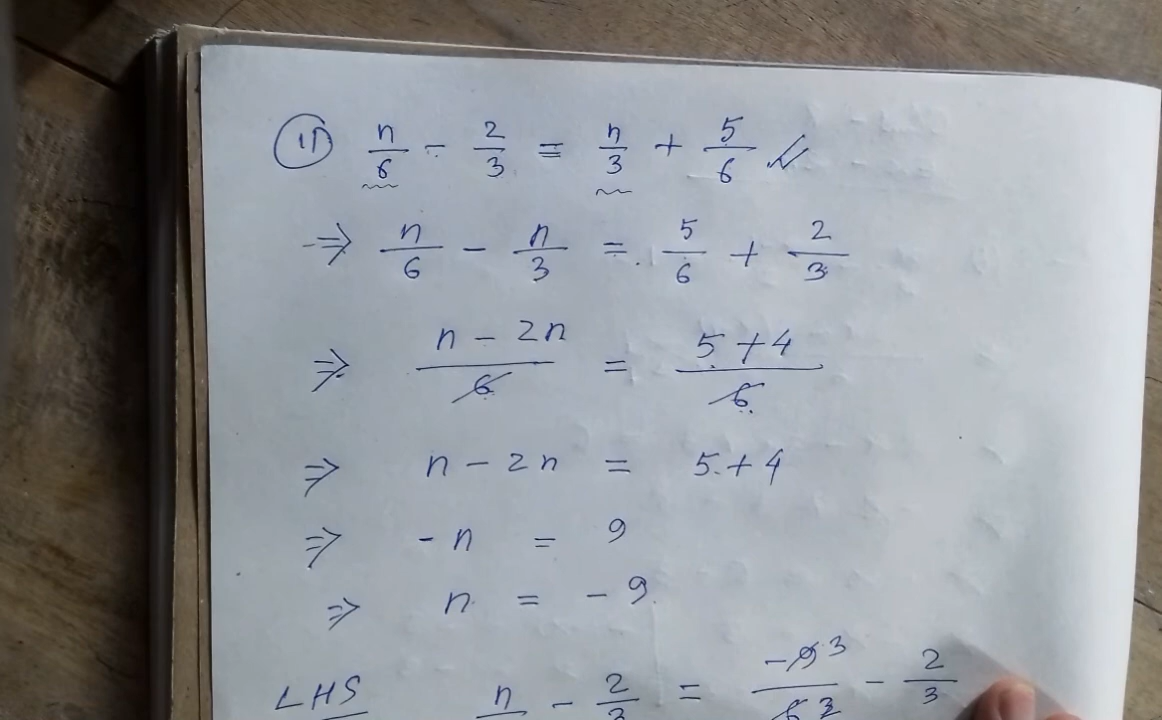 (11) n/6 - 2/3 = n/3 + 5/6
⇒ n/6 - n/3 = 5/6 + 2/3
⇒ (n - 2n)/6 = (5 + 4)/6
⇒ n - 2n = 5 + 4
⇒ -n = 9
⇒ n = -9
LHS n/ - 2/3 = -9 3/6 2 - 2/3